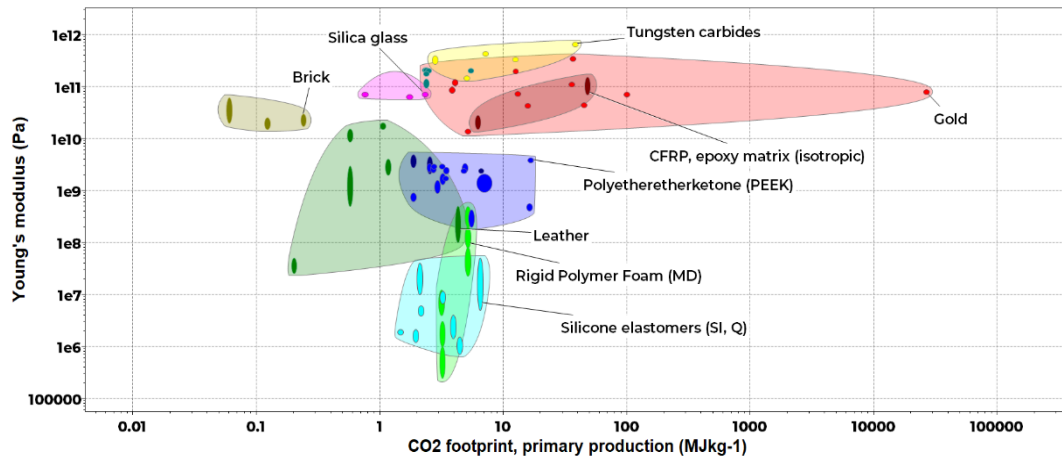 Young's modulus (Pa)
1e12
1e11
1e10
1e9
1e8
1e7
1e6
100000
Tungsten carbides
Silica glass
Brick
Gold
CFRP, epoxy matrix (isotropic)
Polyetheretherketone (PEEK)
Leather
Rigid Polymer Foam (MD)
Silicone elastomers (SI, Q)
0.01 0.1 1 10 100 1000 10000 100000
CO2 footprint, primary production (MJkg-1)